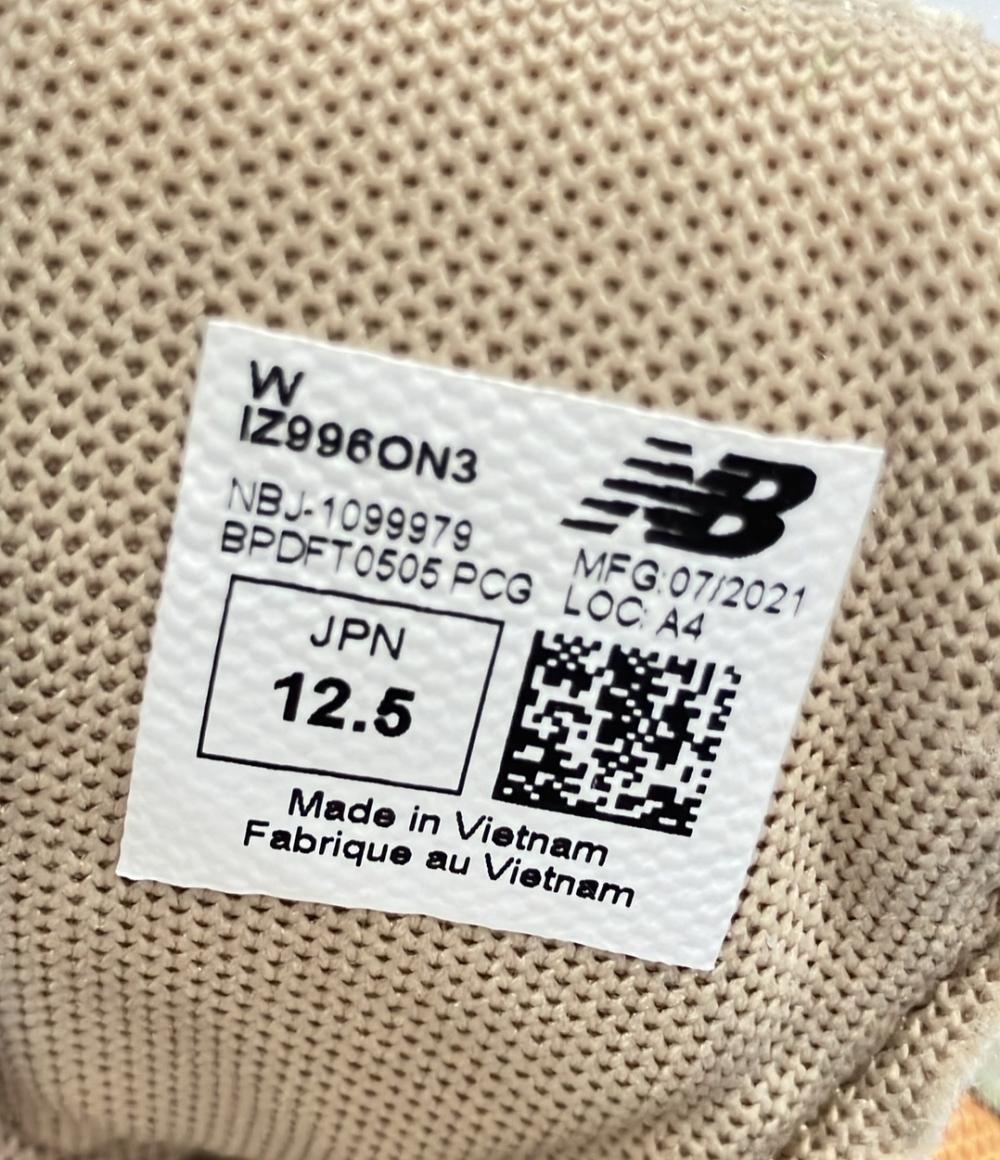 W
IZ996ON3
NBJ-1099979
BPDFT0505 PCG
NB
MFG:07/2021
LOC: A4
JPN
12.5
Made in Vietnam
Fabrique au Vietnam